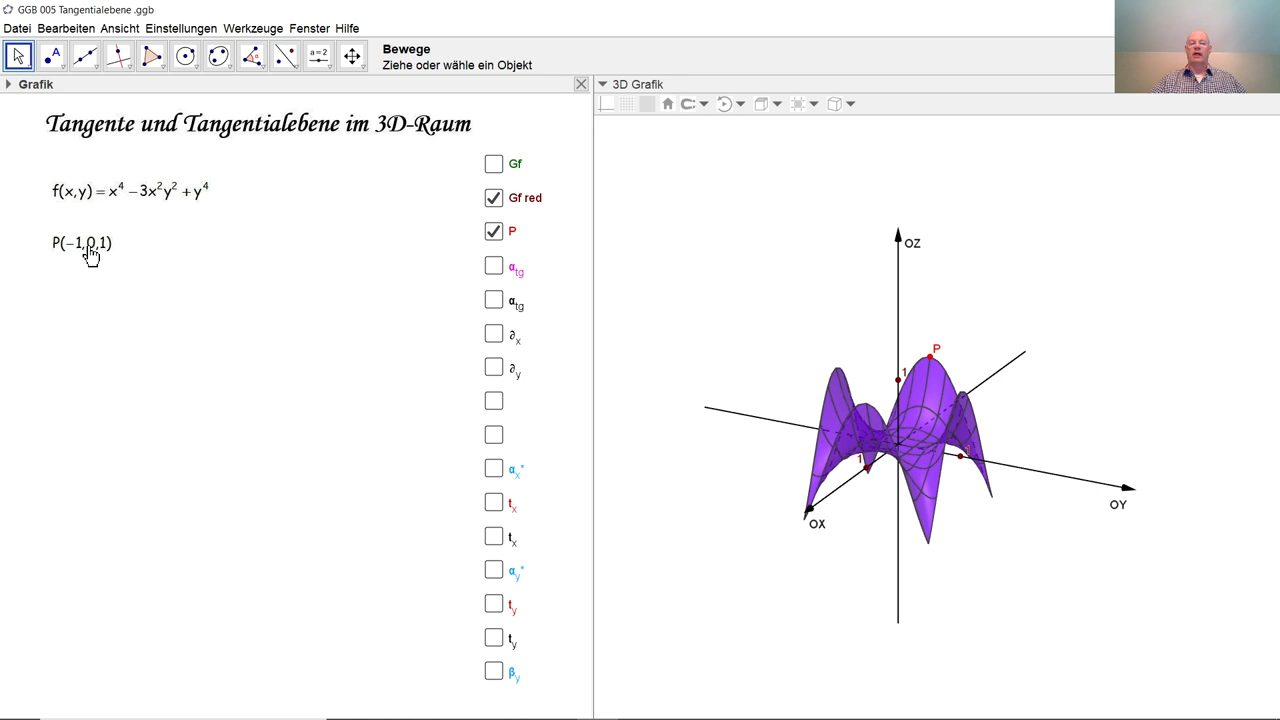 GGB 005 Tangentialebene .ggb
Datei Bearbeiten Ansicht Einstellungen Werkzeuge Fenster Hilfe
A
a=2
Bewege
Ziehe oder wähle ein Objekt
Grafik
3D Grafik
Tangente und Tangentialebene im 3D-Raum
f(x,y) = x⁴ − 3x²y² + y⁴
P(−1,0,1)
Gf
Gf red
P
α_tg
α_tg
∂_x
∂_y
α_x*
t_x
t_x
α_y*
t_y
t_y
β_y
OZ
P
1
1
1
OX
OY